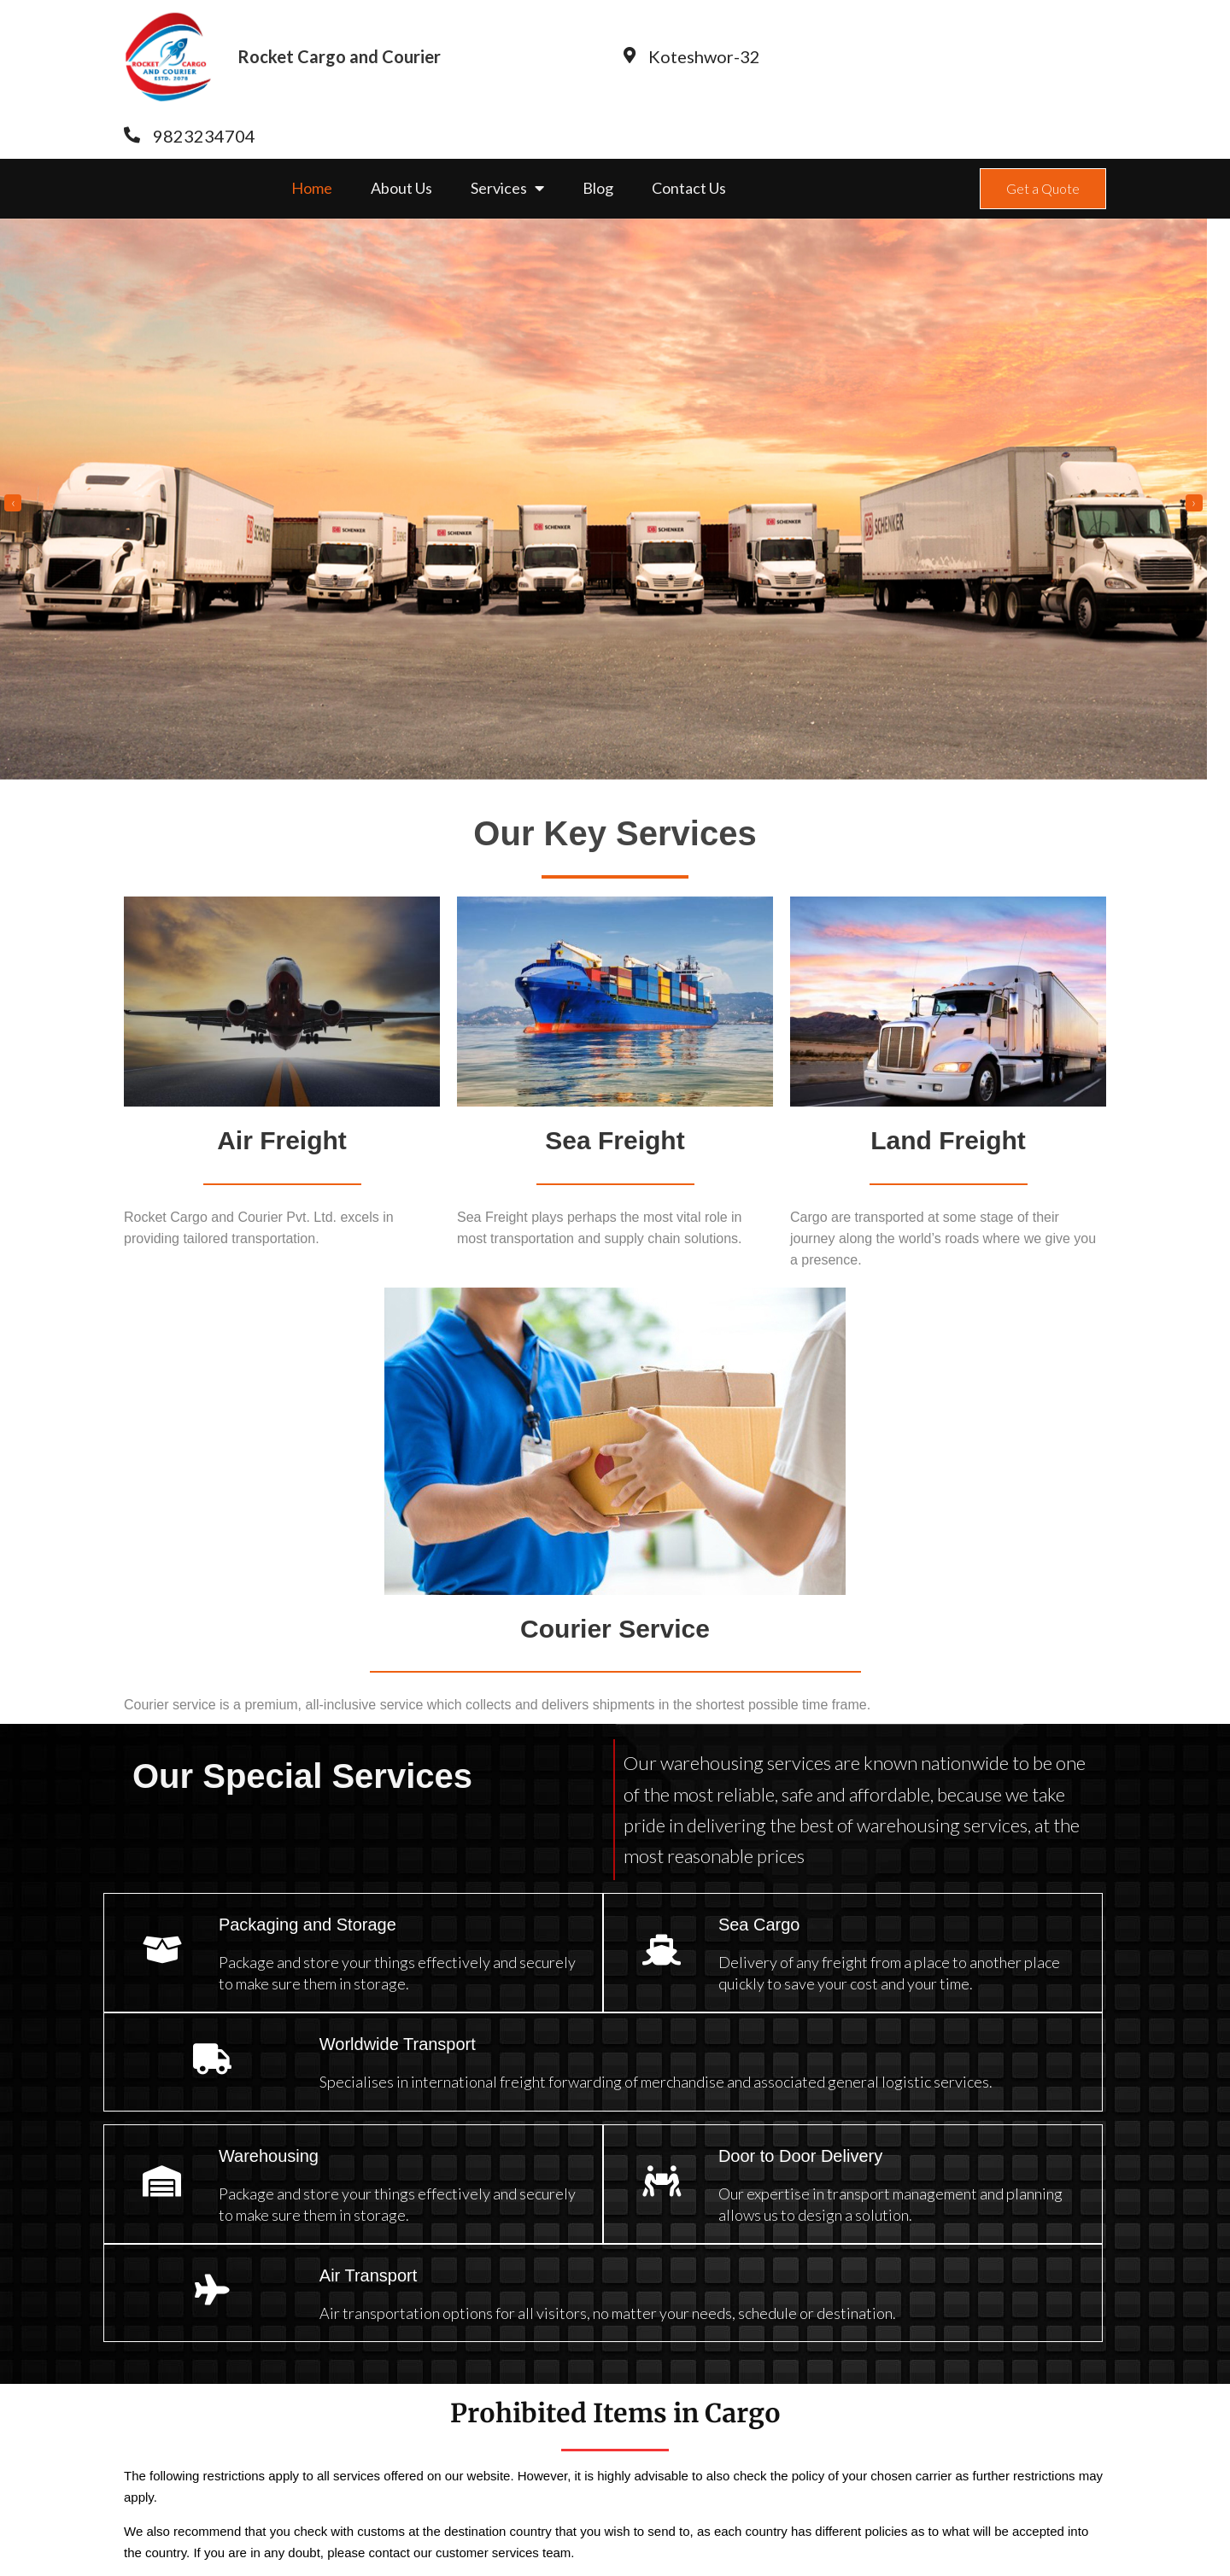 ROCKET CARGO
AND COURIER
ESTD. 2078
Rocket Cargo and Courier
Koteshwor-32
9823234704
Home About Us Services Blog Contact Us
Get a Quote
DB SCHENKER
SCHENKER
SCHENKER
DB SCHENKER
DB SCHENKER
DB SCHENKER
DB SCHENKER
Our Key Services
Air Freight
Rocket Cargo and Courier Pvt. Ltd. excels in
providing tailored transportation.
Sea Freight
Sea Freight plays perhaps the most vital role in
most transportation and supply chain solutions.
Land Freight
Cargo are transported at some stage of their
journey along the world’s roads where we give you
a presence.
Courier Service
Courier service is a premium, all-inclusive service which collects and delivers shipments in the shortest possible time frame.
Our Special Services
Our warehousing services are known nationwide to be one
of the most reliable, safe and affordable, because we take
pride in delivering the best of warehousing services, at the
most reasonable prices
Packaging and Storage
Package and store your things effectively and securely
to make sure them in storage.
Sea Cargo
Delivery of any freight from a place to another place
quickly to save your cost and your time.
Worldwide Transport
Specialises in international freight forwarding of merchandise and associated general logistic services.
Warehousing
Package and store your things effectively and securely
to make sure them in storage.
Door to Door Delivery
Our expertise in transport management and planning
allows us to design a solution.
Air Transport
Air transportation options for all visitors, no matter your needs, schedule or destination.
Prohibited Items in Cargo
The following restrictions apply to all services offered on our website. However, it is highly advisable to also check the policy of your chosen carrier as further restrictions may
apply.
We also recommend that you check with customs at the destination country that you wish to send to, as each country has different policies as to what will be accepted into
the country. If you are in any doubt, please contact our customer services team.